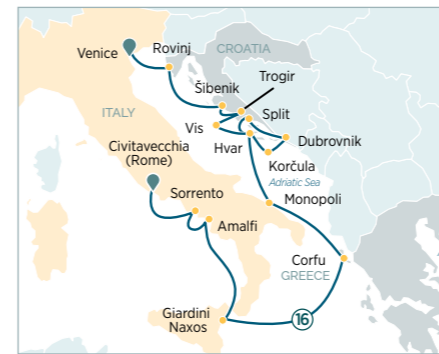 Venice
Rovinj
CROATIA
Trogir
Šibenik
Split
ITALY
Vis
Dubrovnik
Hvar
Civitavecchia
(Rome)
Korčula
Adriatic Sea
Sorrento
Monopoli
Amalfi
Corfu
GREECE
Giardini
Naxos
16